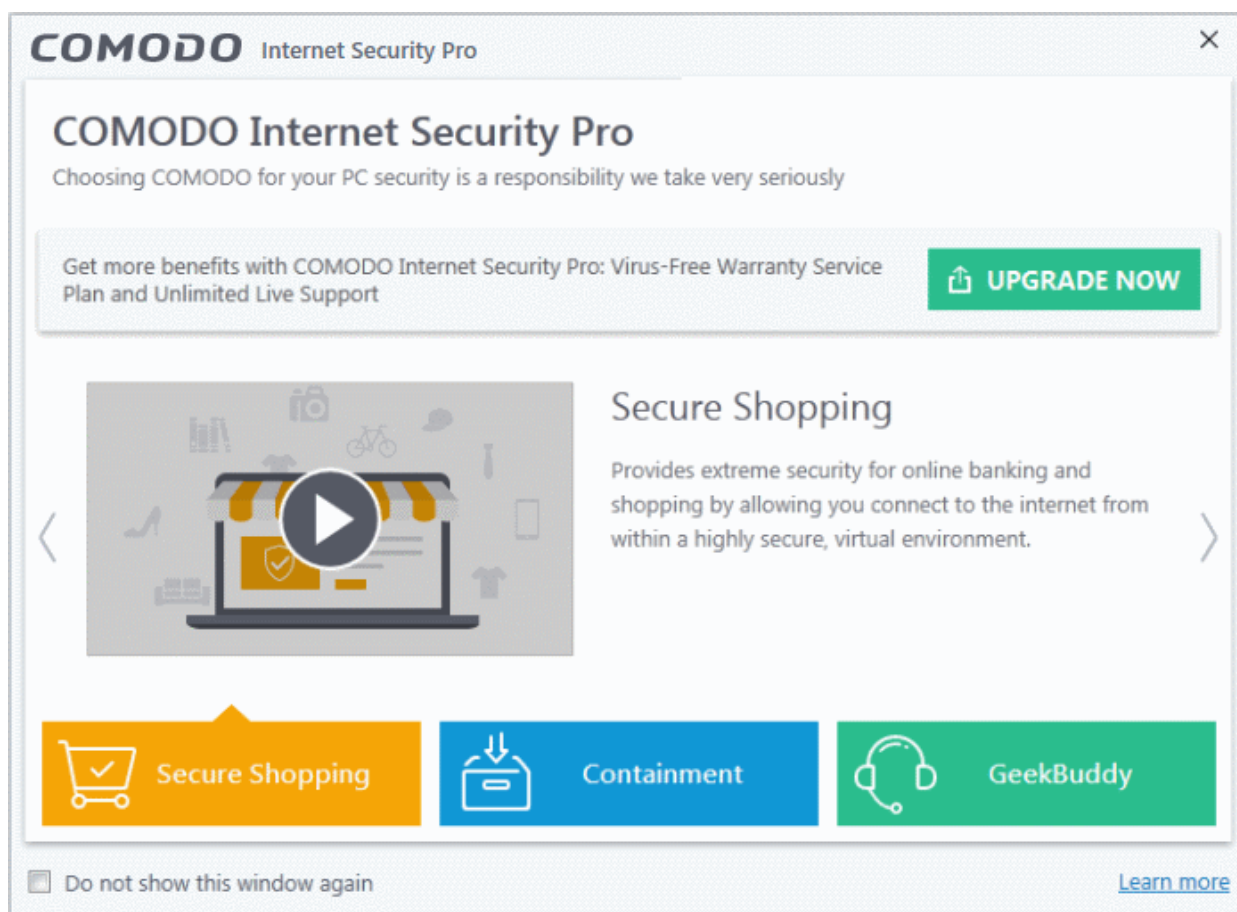 COMODO Internet Security Pro
COMODO Internet Security Pro
Choosing COMODO for your PC security is a responsibility we take very seriously
Get more benefits with COMODO Internet Security Pro: Virus-Free Warranty Service
Plan and Unlimited Live Support
UPGRADE NOW
Secure Shopping
Provides extreme security for online banking and
shopping by allowing you connect to the internet from
within a highly secure, virtual environment.
Secure Shopping
Containment
GeekBuddy
Do not show this window again
Learn more